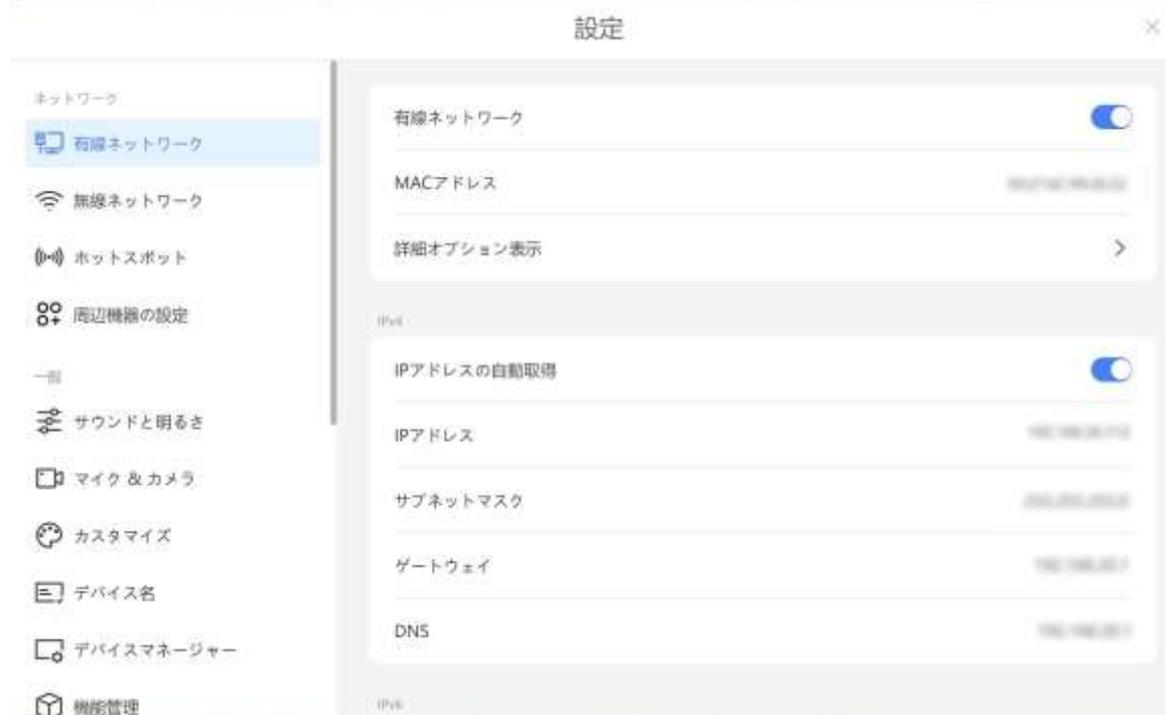 設定
ネットワーク
有線ネットワーク
無線ネットワーク
ホットスポット
周辺機器の設定
一般
サウンドと明るさ
マイク & カメラ
カスタマイズ
デバイス名
デバイスマネージャー
機能管理
有線ネットワーク
MACアドレス
詳細オプション表示
IPv4
IPアドレスの自動取得
IPアドレス
サブネットマスク
ゲートウェイ
DNS
IPv6